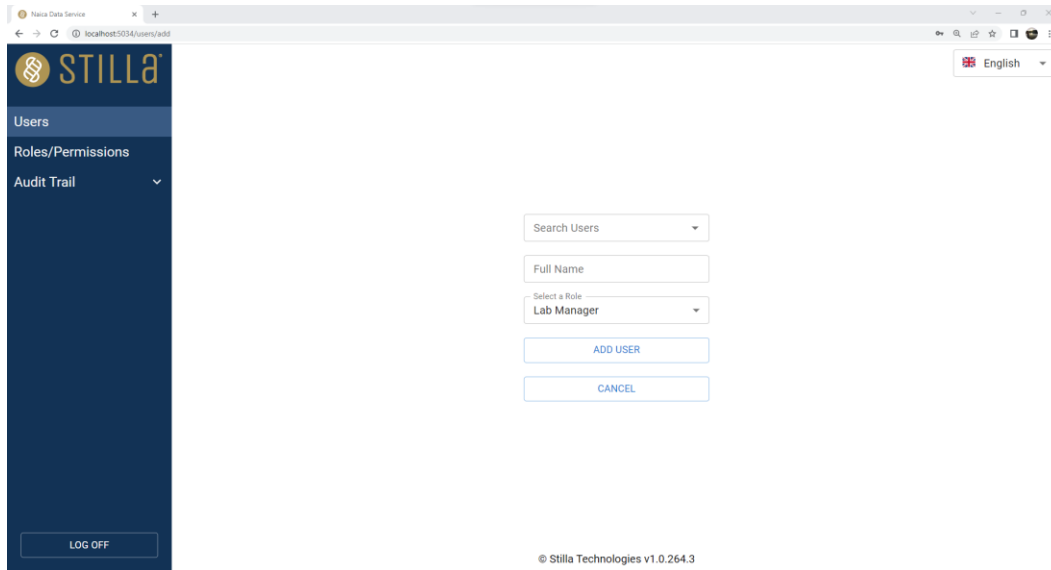 Naica Data Service
localhost:5034/users/add
STILLA
English
Users
Roles/Permissions
Audit Trail
Search Users
Full Name
Select a Role
Lab Manager
ADD USER
CANCEL
LOG OFF
© Stilla Technologies v1.0.264.3